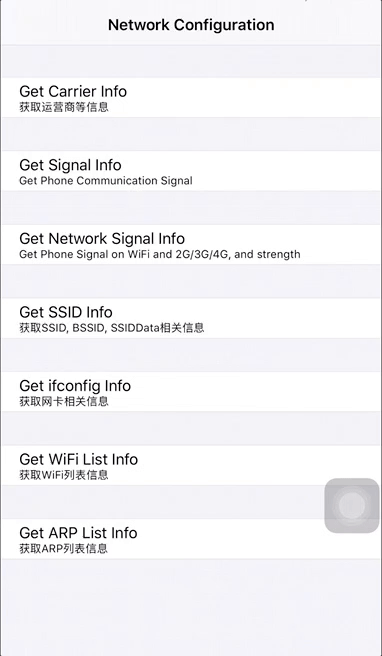 Network Configuration
Get Carrier Info
获取运营商等信息
Get Signal Info
Get Phone Communication Signal
Get Network Signal Info
Get Phone Signal on WiFi and 2G/3G/4G, and strength
Get SSID Info
获取SSID, BSSID, SSIDData相关信息
Get ifconfig Info
获取网卡相关信息
Get WiFi List Info
获取WiFi列表信息
Get ARP List Info
获取ARP列表信息